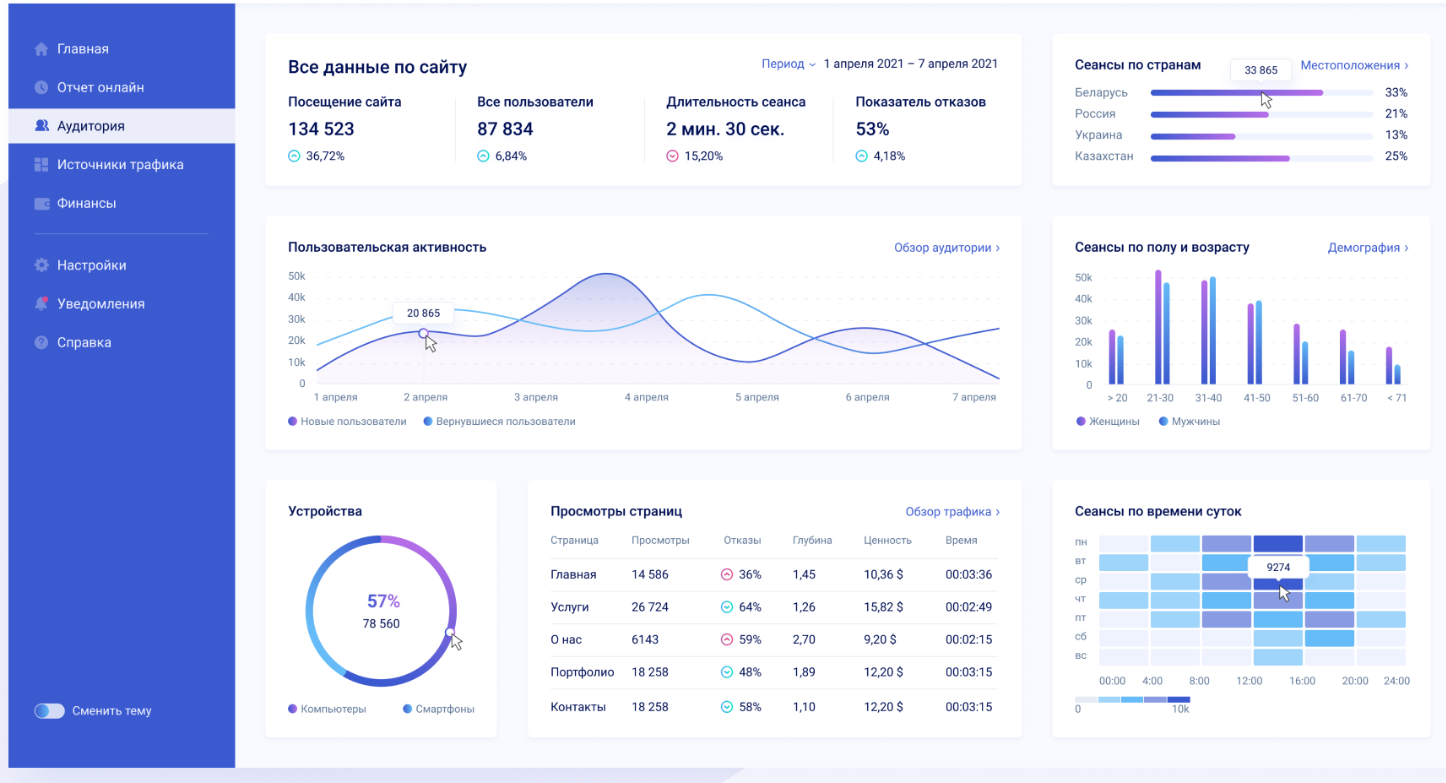 Главная
Отчет онлайн
Аудитория
Источники трафика
Финансы
Настройки
Уведомления
Справка
Сменить тему
Все данные по сайту
Период 1 апреля 2021 – 7 апреля 2021
Посещение сайта
134 523
36,72%
Все пользователи
87 834
6,84%
Длительность сеанса
2 мин. 30 сек.
15,20%
Показатель отказов
53%
4,18%
Сеансы по странам
33 865
Местоположения ›
Беларусь 33%
Россия 21%
Украина 13%
Казахстан 25%
Пользовательская активность
Обзор аудитории ›
50k
40k
30k
20k
10k
0
20 865
1 апреля 2 апреля 3 апреля 4 апреля 5 апреля 6 апреля 7 апреля
Новые пользователи Вернувшиеся пользователи
Сеансы по полу и возрасту
Демография ›
50k
40k
30k
20k
10k
0
> 20 21-30 31-40 41-50 51-60 61-70 < 71
Женщины Мужчины
Устройства
57%
78 560
Компьютеры Смартфоны
Просмотры страниц
Обзор трафика ›
Страница Просмотры Отказы Глубина Ценность Время
Главная 14 586 36% 1,45 10,36 $ 00:03:36
Услуги 26 724 64% 1,26 15,82 $ 00:02:49
О нас 6143 59% 2,70 9,20 $ 00:02:15
Портфолио 18 258 48% 1,89 12,20 $ 00:03:15
Контакты 18 258 58% 1,10 12,20 $ 00:03:15
Сеансы по времени суток
пн
вт
ср
чт
пт
сб
вс
9274
00:00 4:00 8:00 12:00 16:00 20:00 24:00
0 10k